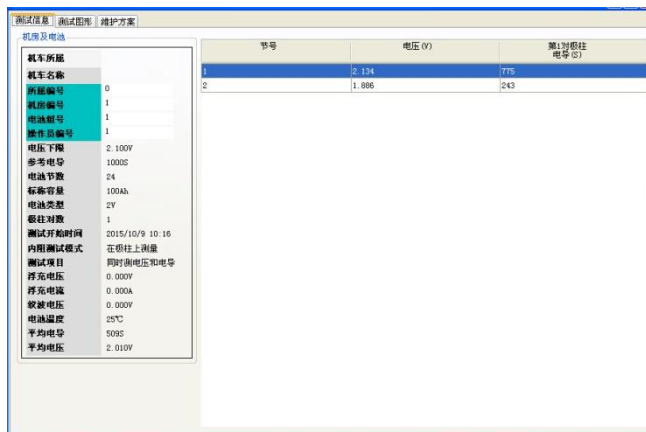 测试信息 测试图形 维护方案
机房及电池
机车所属
机车名称
所属编号 0
机房编号 1
电池组号 1
操作员编号 1
电压下限 2.100V
参考电导 1000S
电池节数 24
标称容量 100Ah
电池类型 2V
极柱对数 1
测试开始时间 2015/10/9 10:16
内阻测试模式 在极柱上测量
测试项目 同时测电压和电导
浮充电压 0.000V
浮充电流 0.000A
纹波电压 0.000V
电池温度 25℃
平均电导 509S
平均电压 2.010V
节号 电压(V) 第1对极柱
电导(S)
1 2.134 775
2 1.886 243